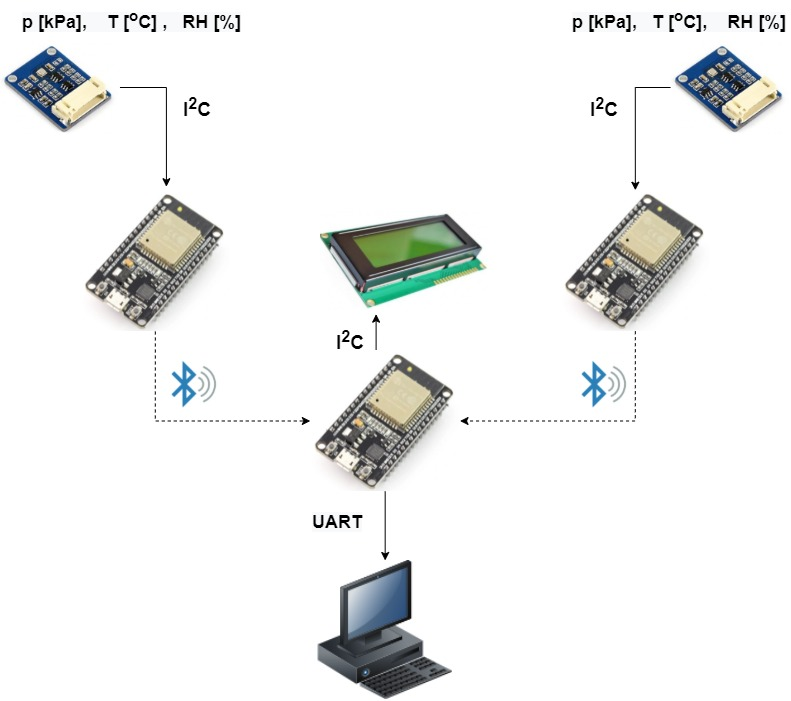 p [kPa], T [°C] , RH [%]
p [kPa], T [°C], RH [%]
I²C
I²C
I²C
UART